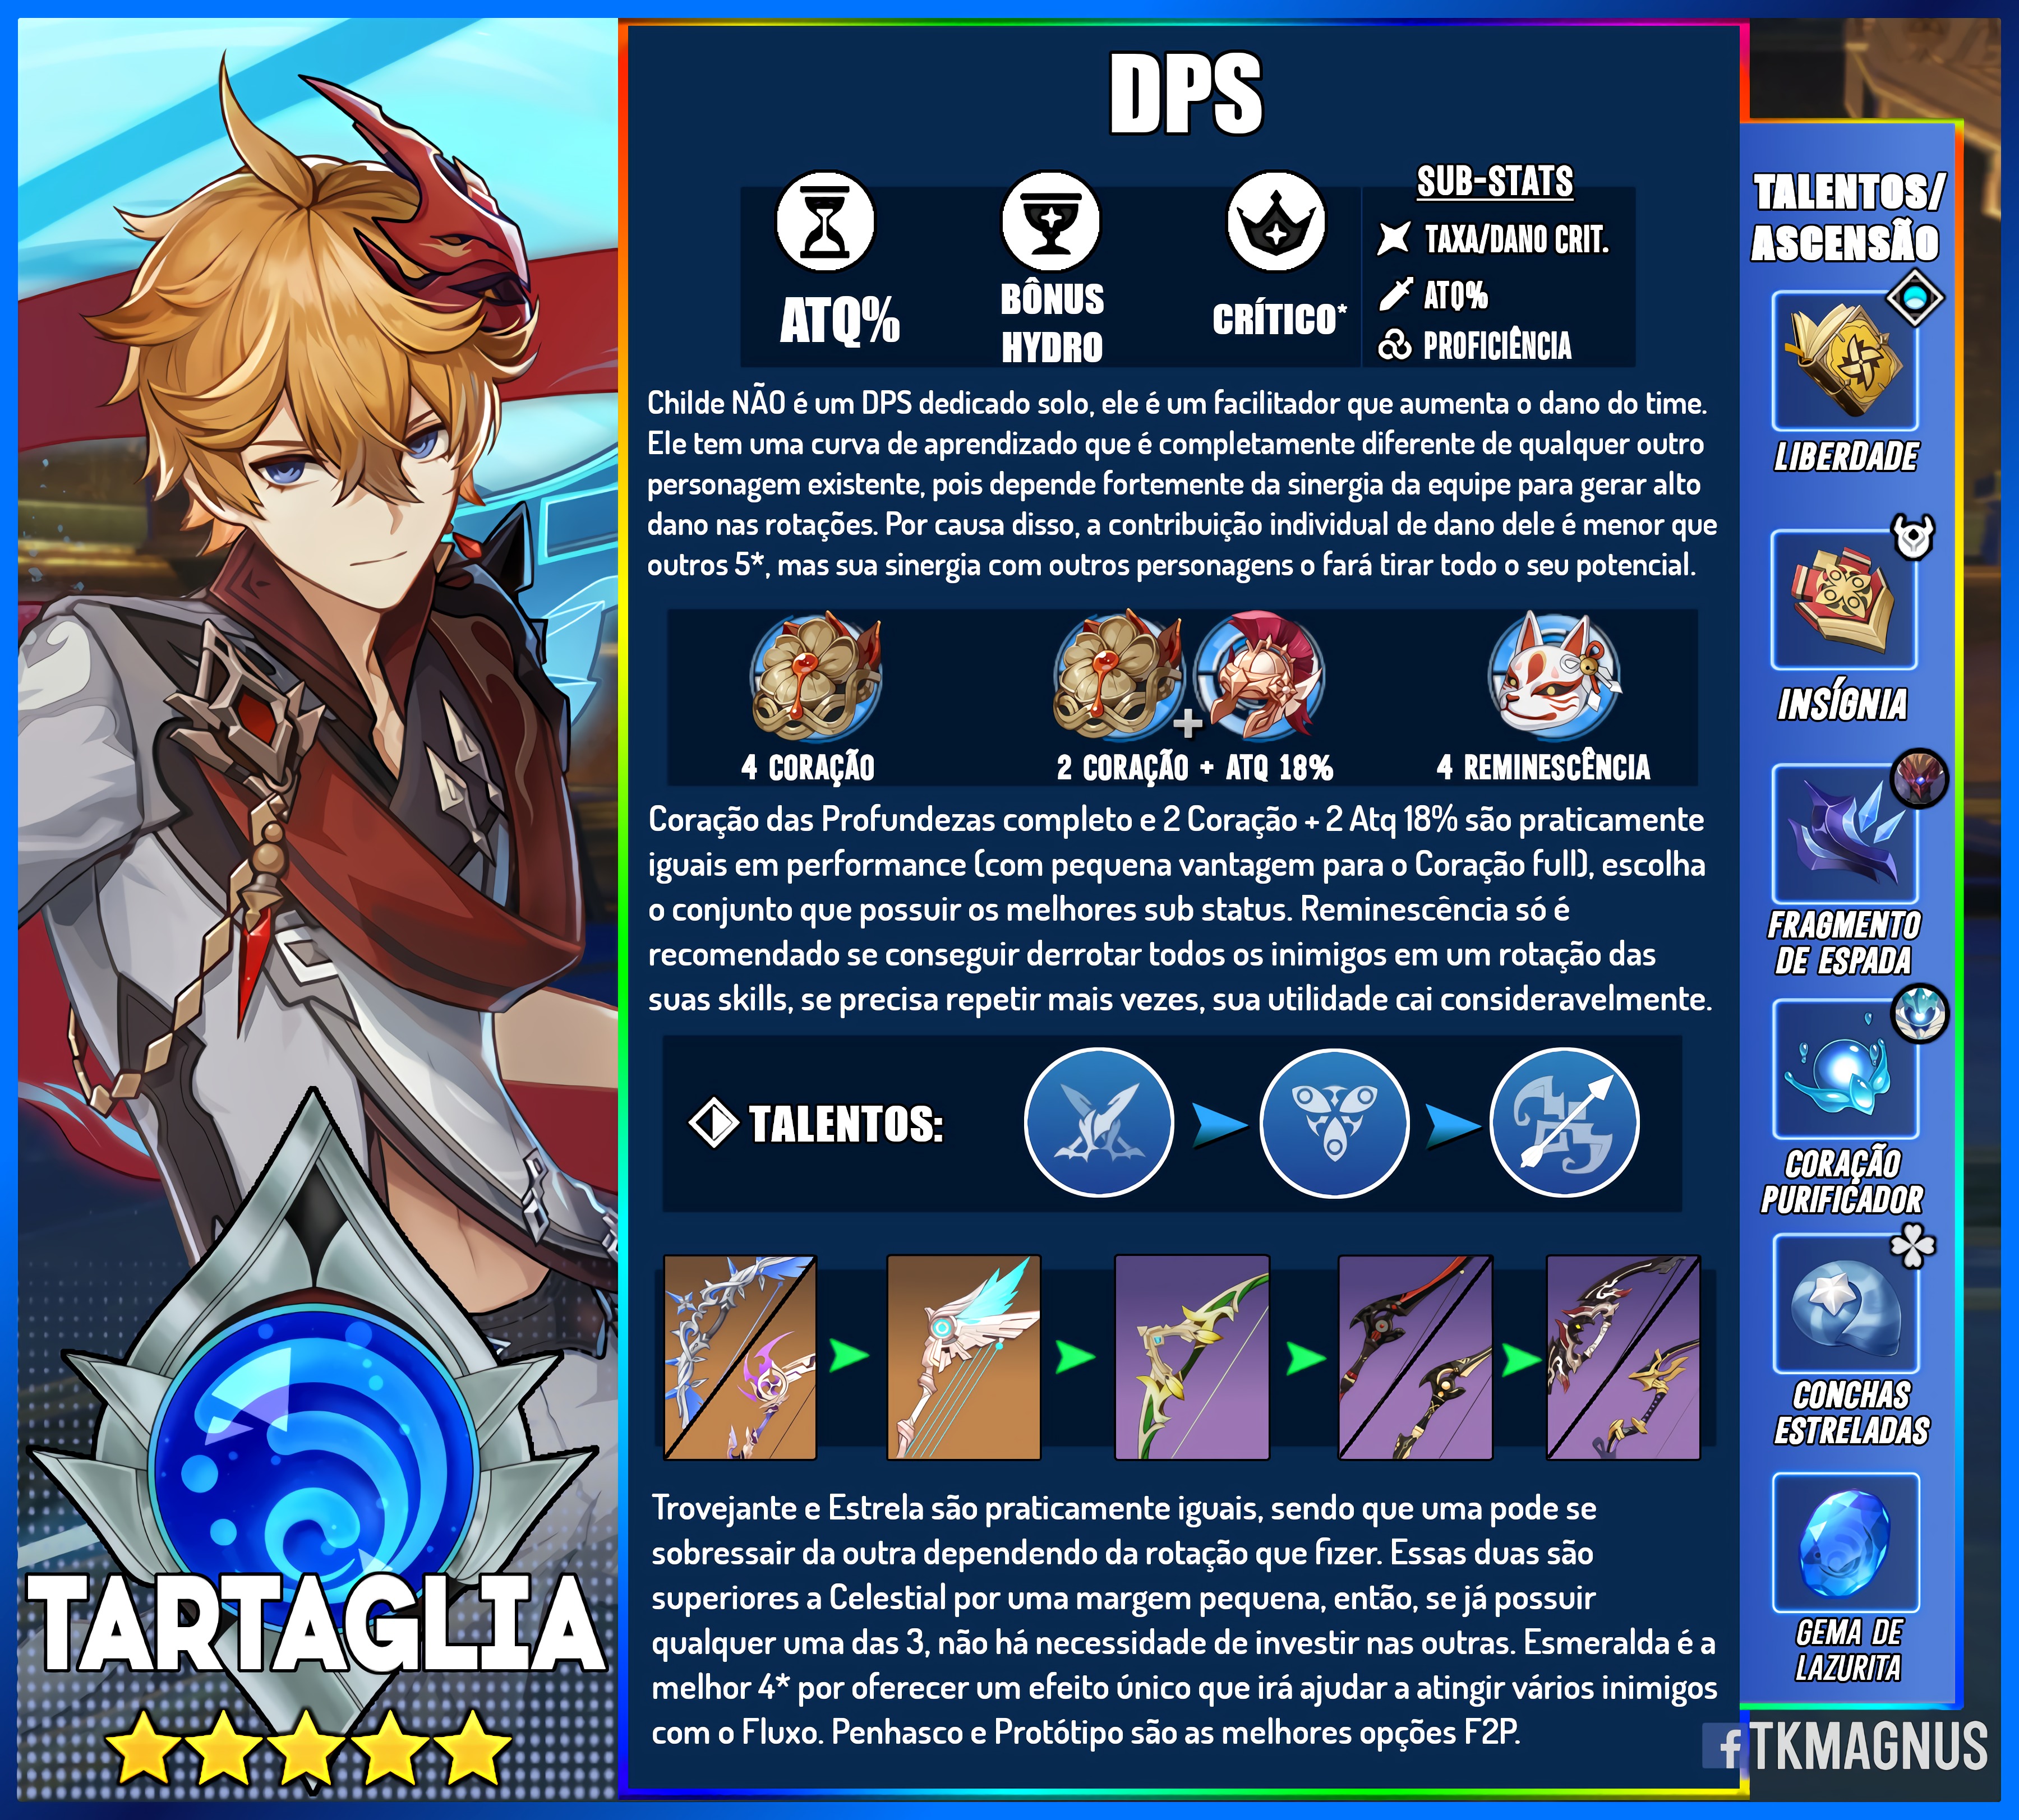 DPS
ATQ%
BÔNUS
HYDRO
CRÍTICO*
SUB-STATS
TAXA/DANO CRIT.
ATQ%
PROFICIÊNCIA
Childe NÃO é um DPS dedicado solo, ele é um facilitador que aumenta o dano do time.
Ele tem uma curva de aprendizado que é completamente diferente de qualquer outro
personagem existente, pois depende fortemente da sinergia da equipe para gerar alto
dano nas rotações. Por causa disso, a contribuição individual de dano dele é menor que
outros 5*, mas sua sinergia com outros personagens o fará tirar todo o seu potencial.
4 CORAÇÃO
2 CORAÇÃO + ATQ 18%
4 REMINESCÊNCIA
Coração das Profundezas completo e 2 Coração + 2 Atq 18% são praticamente
iguais em performance (com pequena vantagem para o Coração full), escolha
o conjunto que possuir os melhores sub status. Reminescência só é
recomendado se conseguir derrotar todos os inimigos em um rotação das
suas skills, se precisa repetir mais vezes, sua utilidade cai consideravelmente.
TALENTOS:
Trovejante e Estrela são praticamente iguais, sendo que uma pode se
sobressair da outra dependendo da rotação que fizer. Essas duas são
superiores a Celestial por uma margem pequena, então, se já possuir
qualquer uma das 3, não há necessidade de investir nas outras. Esmeralda é a
melhor 4* por oferecer um efeito único que irá ajudar a atingir vários inimigos
com o Fluxo. Penhasco e Protótipo são as melhores opções F2P.
TALENTOS/
ASCENSÃO
LIBERDADE
INSÍGNIA
FRAGMENTO
DE ESPADA
CORAÇÃO
PURIFICADOR
CONCHAS
ESTRELADAS
GEMA DE
LAZURITA
TARTAGLIA
f TKMAGNUS